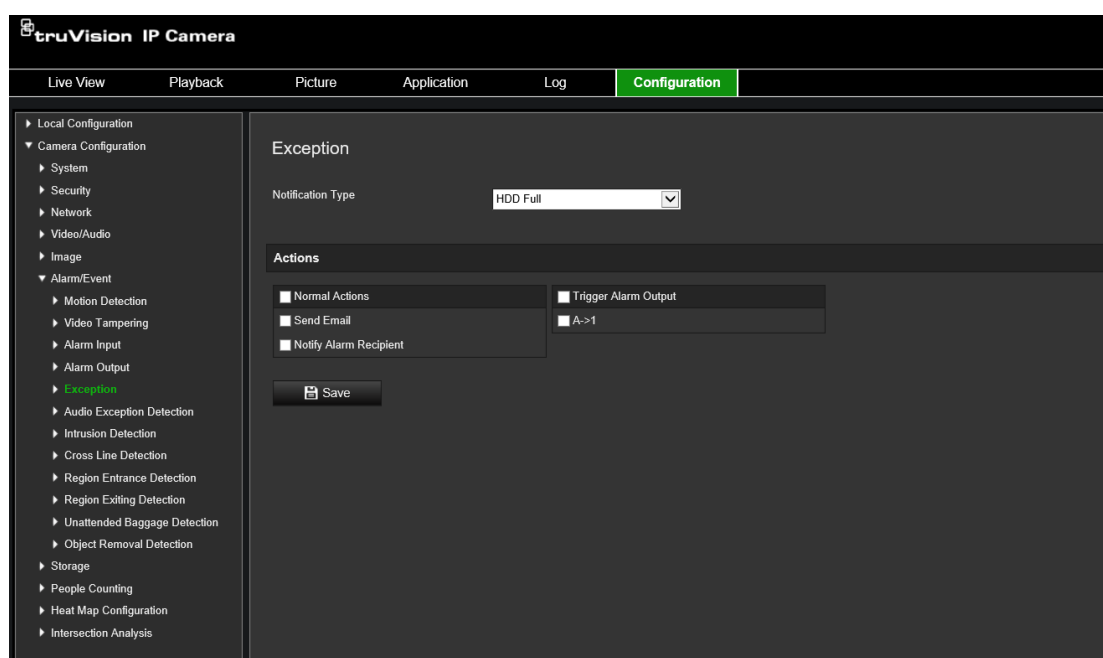 truVision IP Camera
Live View Playback Picture Application Log Configuration
Local Configuration
Camera Configuration
System
Security
Network
Video/Audio
Image
Alarm/Event
Motion Detection
Video Tampering
Alarm Input
Alarm Output
Exception
Audio Exception Detection
Intrusion Detection
Cross Line Detection
Region Entrance Detection
Region Exiting Detection
Unattended Baggage Detection
Object Removal Detection
Storage
People Counting
Heat Map Configuration
Intersection Analysis
Exception
Notification Type HDD Full
Actions
Normal Actions Trigger Alarm Output
Send Email A->1
Notify Alarm Recipient
Save